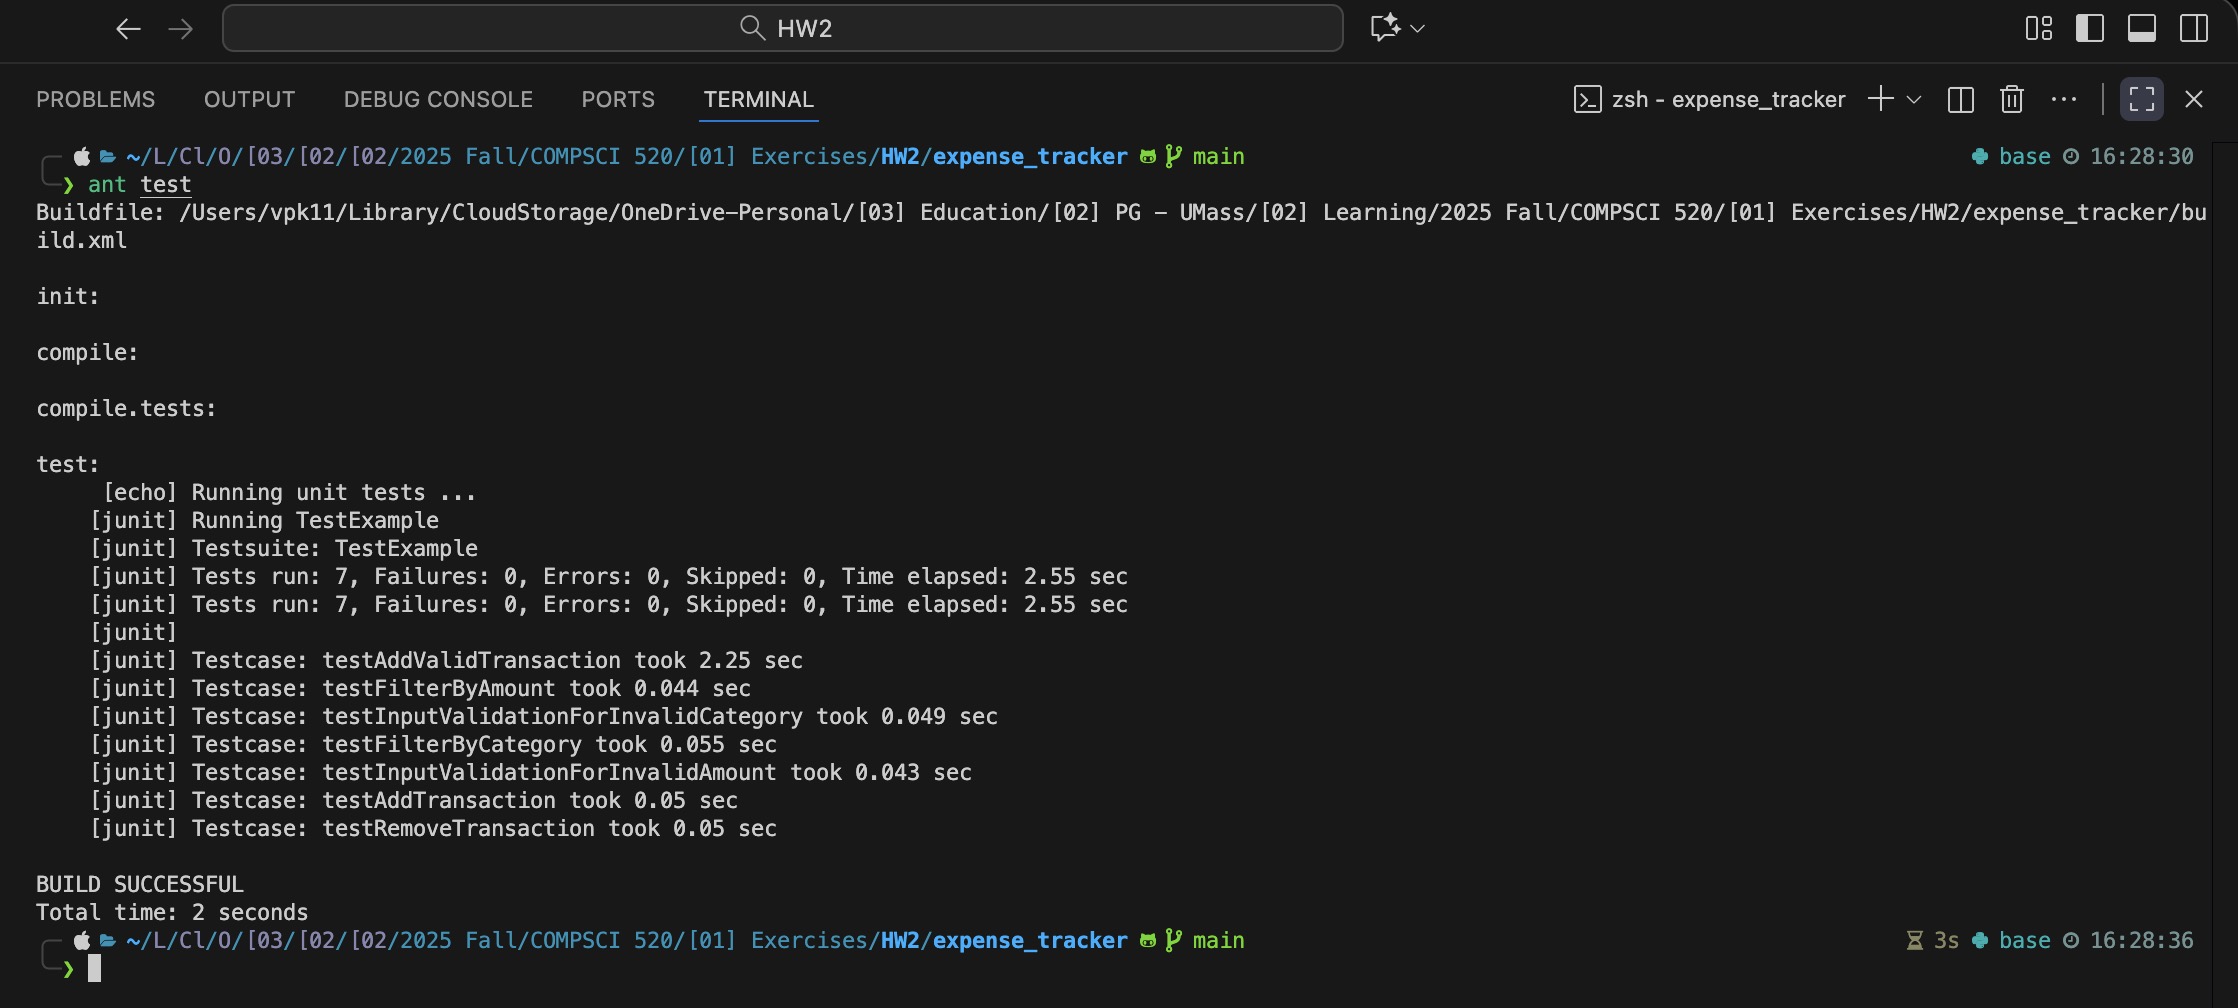 HW2
PROBLEMS OUTPUT DEBUG CONSOLE PORTS TERMINAL zsh - expense_tracker
~/L/Cl/O/[03/[02/[02/2025 Fall/COMPSCI 520/[01] Exercises/HW2/expense_tracker main base 16:28:30
❯ ant test
Buildfile: /Users/vpk11/Library/CloudStorage/OneDrive-Personal/[03] Education/[02] PG - UMass/[02] Learning/2025 Fall/COMPSCI 520/[01] Exercises/HW2/expense_tracker/bu
ild.xml
init:
compile:
compile.tests:
test:
[echo] Running unit tests ...
[junit] Running TestExample
[junit] Testsuite: TestExample
[junit] Tests run: 7, Failures: 0, Errors: 0, Skipped: 0, Time elapsed: 2.55 sec
[junit] Tests run: 7, Failures: 0, Errors: 0, Skipped: 0, Time elapsed: 2.55 sec
[junit]
[junit] Testcase: testAddValidTransaction took 2.25 sec
[junit] Testcase: testFilterByAmount took 0.044 sec
[junit] Testcase: testInputValidationForInvalidCategory took 0.049 sec
[junit] Testcase: testFilterByCategory took 0.055 sec
[junit] Testcase: testInputValidationForInvalidAmount took 0.043 sec
[junit] Testcase: testAddTransaction took 0.05 sec
[junit] Testcase: testRemoveTransaction took 0.05 sec
BUILD SUCCESSFUL
Total time: 2 seconds
~/L/Cl/O/[03/[02/[02/2025 Fall/COMPSCI 520/[01] Exercises/HW2/expense_tracker main 3s base 16:28:36
❯